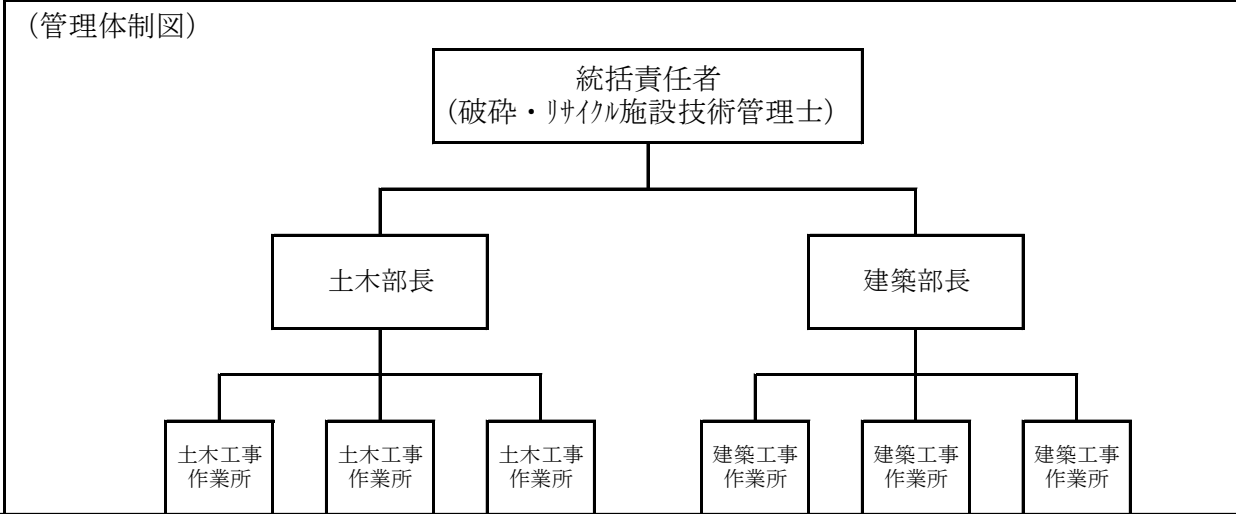 (管理体制図)
統括責任者
(破砕・ﾘｻｲｸﾙ施設技術管理士)
土木部長
建築部長
土木工事
作業所
土木工事
作業所
土木工事
作業所
建築工事
作業所
建築工事
作業所
建築工事
作業所